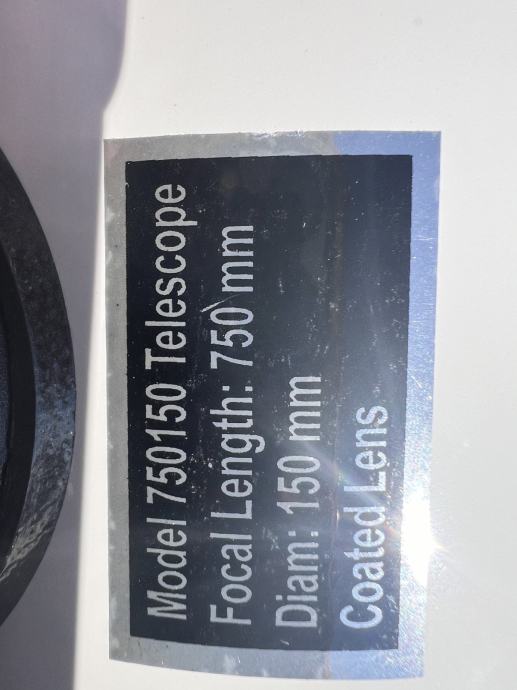 Model 750150 Telescope
Focal Length: 750 mm
Diam: 150 mm
Coated Lens